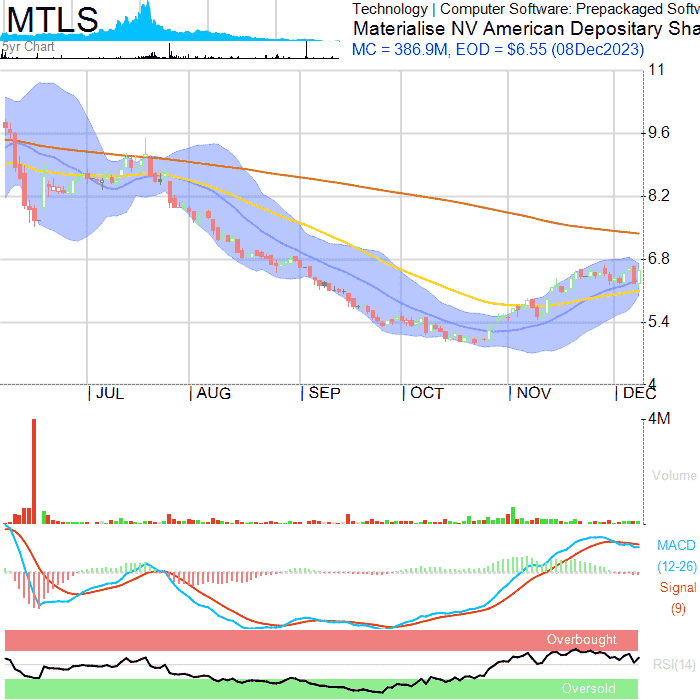 MTLS
5yr Chart
Technology | Computer Software: Prepackaged Softw
Materialise NV American Depositary Sha
MC = 386.9M, EOD = $6.55 (08Dec2023)
11
9.6
8.2
6.8
5.4
4
JUL AUG SEP OCT NOV DEC
4M
Volume
MACD
(12-26)
Signal
(9)
Overbought
RSI(14)
Oversold